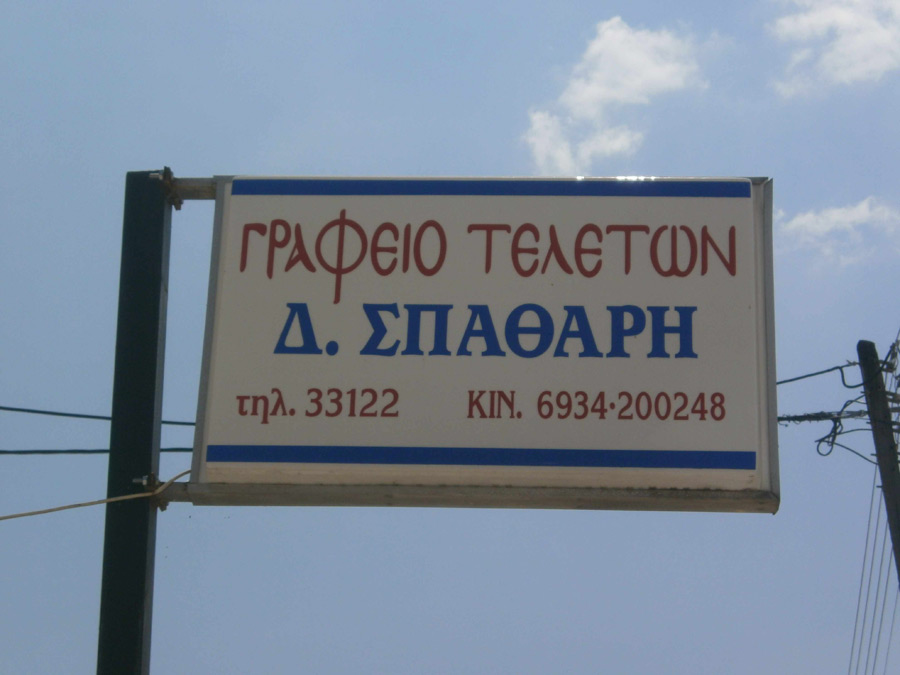 ΓΡΑΦΕΙΟ ΤΕΛΕΤΩΝ
Δ. ΣΠΑΘΑΡΗ
τηλ. 33122 ΚΙΝ. 6934·200248